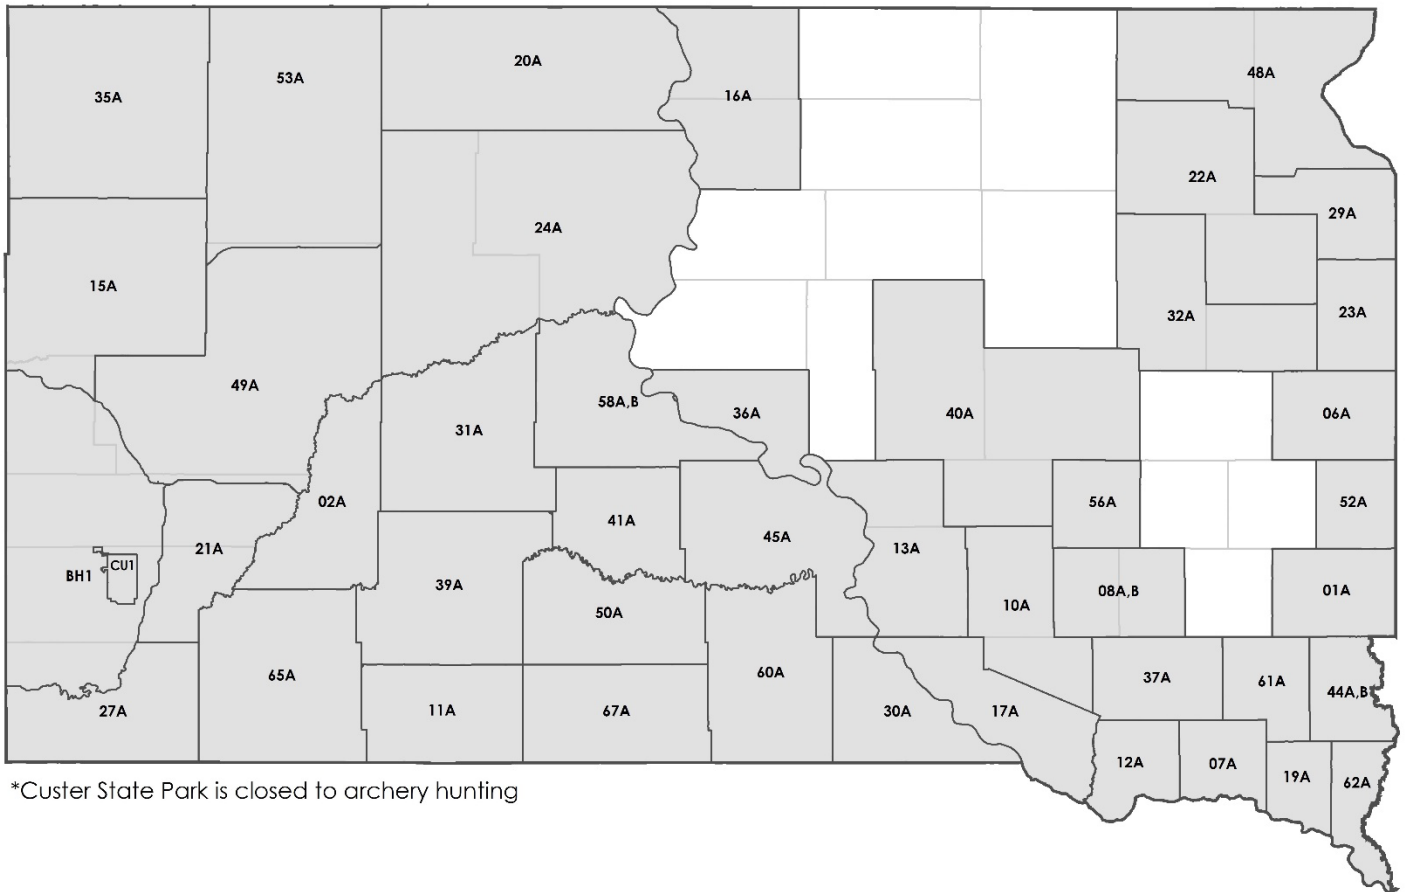 48A
20A
53A
16A
35A
22A
29A
24A
15A
23A
32A
49A
58A,B
36A
40A
06A
31A
02A
56A
52A
41A
45A
21A
13A
CU1
BH1
39A
08A,B
01A
10A
50A
60A
65A
37A
61A
44A,B
27A
11A
67A
30A
17A
12A
07A
19A
62A
*Custer State Park is closed to archery hunting